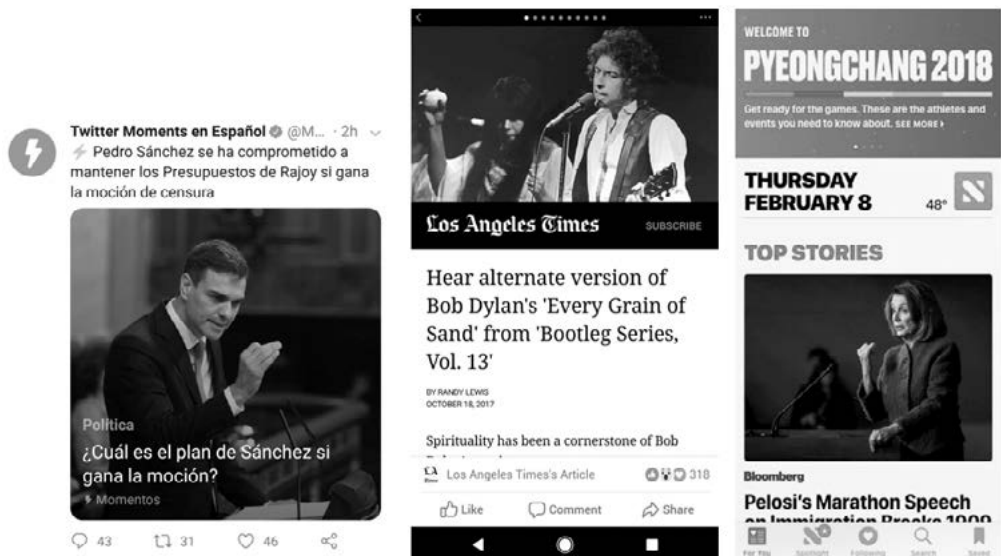 Twitter Moments en Español @M... · 2h
Pedro Sánchez se ha comprometido a
mantener los Presupuestos de Rajoy si gana
la moción de censura
Política
¿Cuál es el plan de Sánchez si
gana la moción?
Momentos
43 31 46
Los Angeles Times SUBSCRIBE
Hear alternate version of
Bob Dylan's 'Every Grain of
Sand' from 'Bootleg Series,
Vol. 13'
BY RANDY LEWIS
OCTOBER 18, 2017
Spirituality has been a cornerstone of Bob
Los Angeles Times's Article 318
Like Comment Share
WELCOME TO
PYEONGCHANG 2018
Get ready for the games. These are the athletes and
events you need to know about. SEE MORE
THURSDAY
FEBRUARY 8 48°
TOP STORIES
Bloomberg
Pelosi's Marathon Speech
on Immigration Breaks 1909
For You Spotlight Following Search Saved